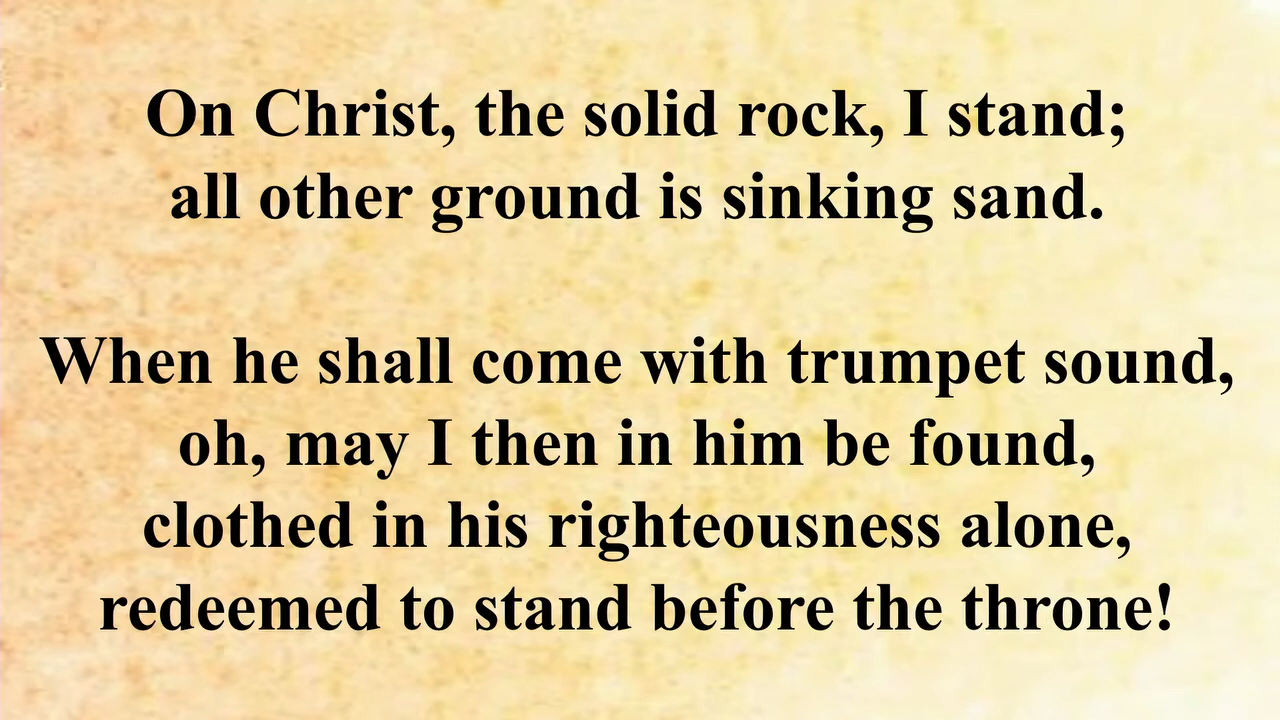 On Christ, the solid rock, I stand;
all other ground is sinking sand.
When he shall come with trumpet sound,
oh, may I then in him be found,
clothed in his righteousness alone,
redeemed to stand before the throne!